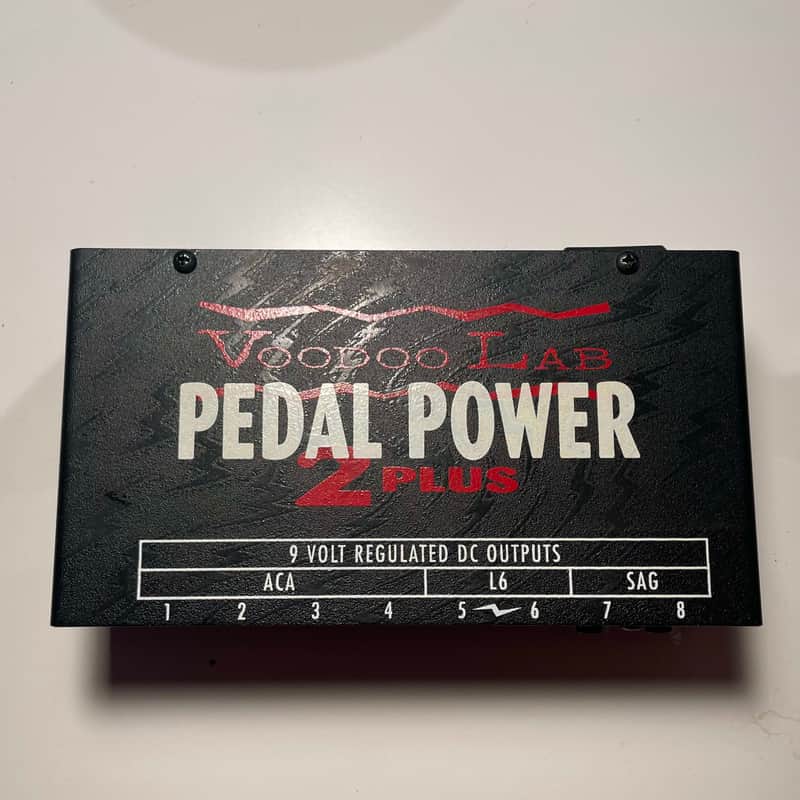 VOODOO LAB
PEDAL POWER
2 PLUS
9 VOLT REGULATED DC OUTPUTS
ACA L6 SAG
1 2 3 4 5 6 7 8